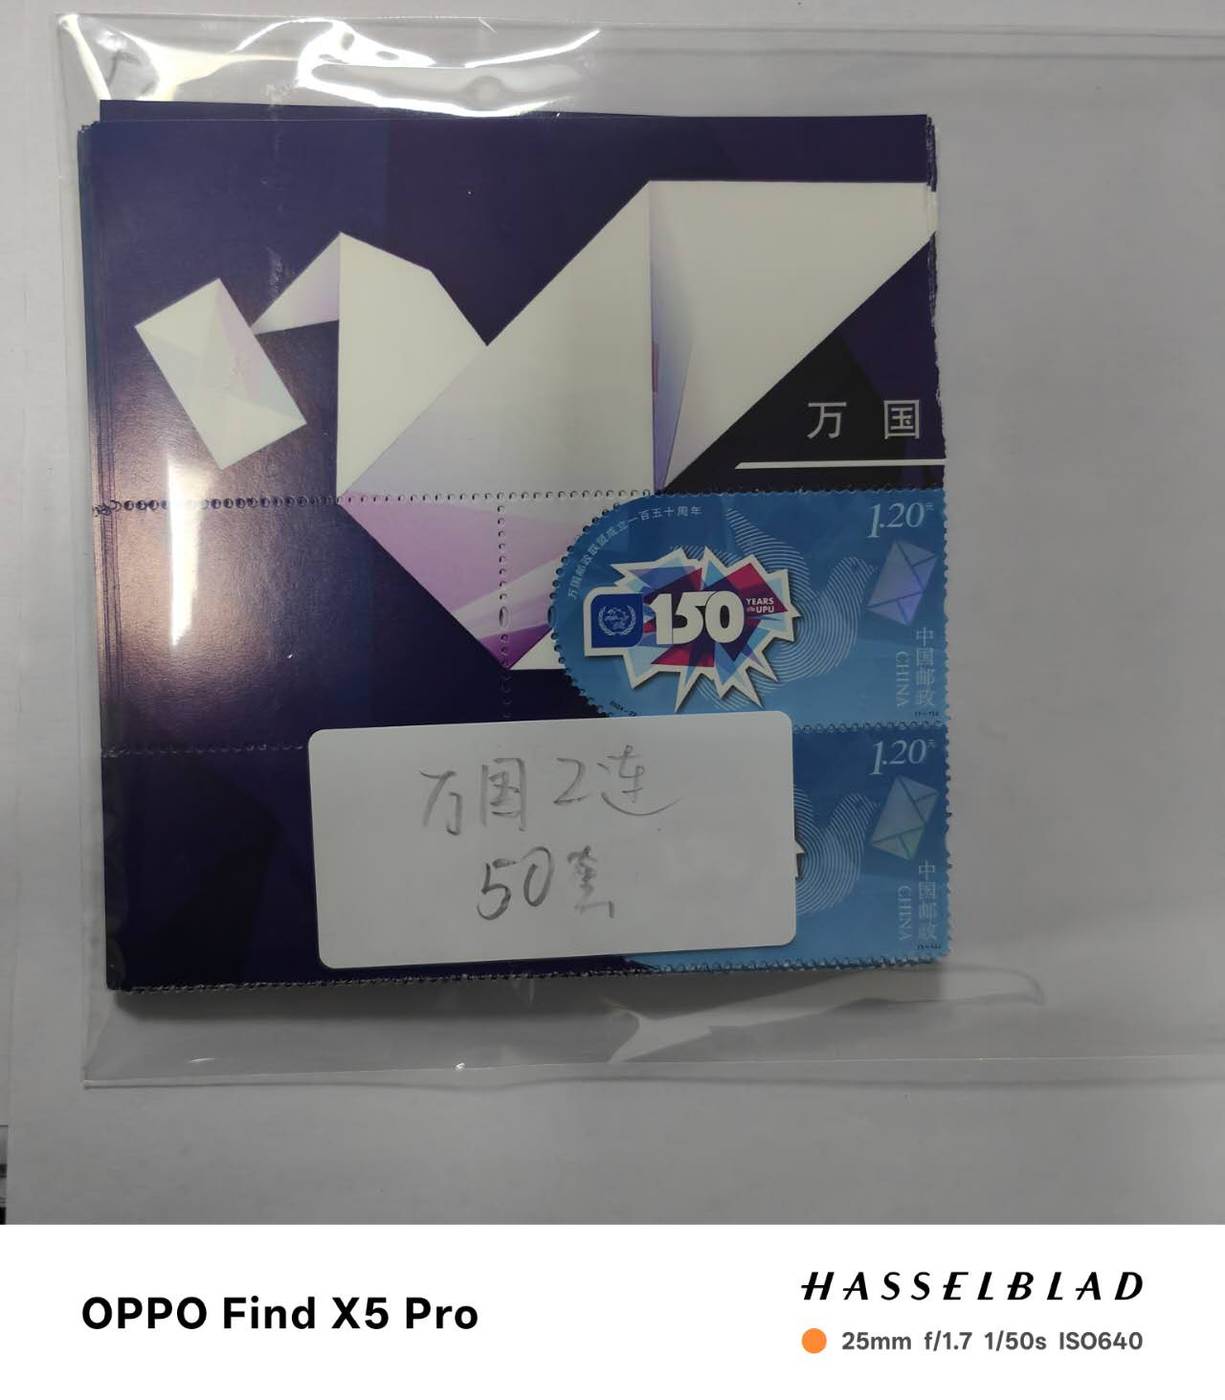 万国
1.20元
万国邮政联盟成立一百五十周年
150
YEARS
UPU
中国邮政
CHINA
1.20元
中国邮政
CHINA
万国2连
50套
OPPO Find X5 Pro
HASSELBLAD
25mm f/1.7 1/50s ISO640